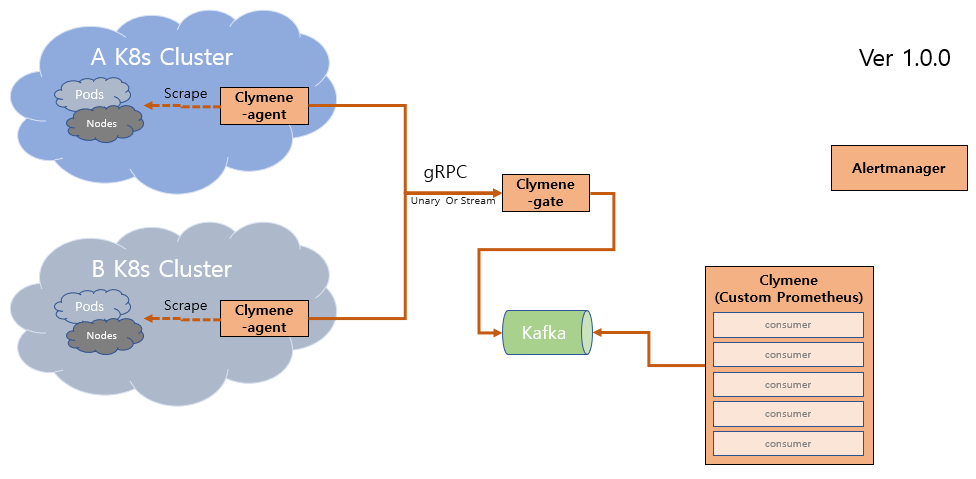 A K8s Cluster
Pods
Nodes
Scrape
Clymene
-agent
Ver 1.0.0
gRPC
Unary Or Stream
Clymene
-gate
Alertmanager
B K8s Cluster
Pods
Nodes
Scrape
Clymene
-agent
Kafka
Clymene
(Custom Prometheus)
consumer
consumer
consumer
consumer
consumer